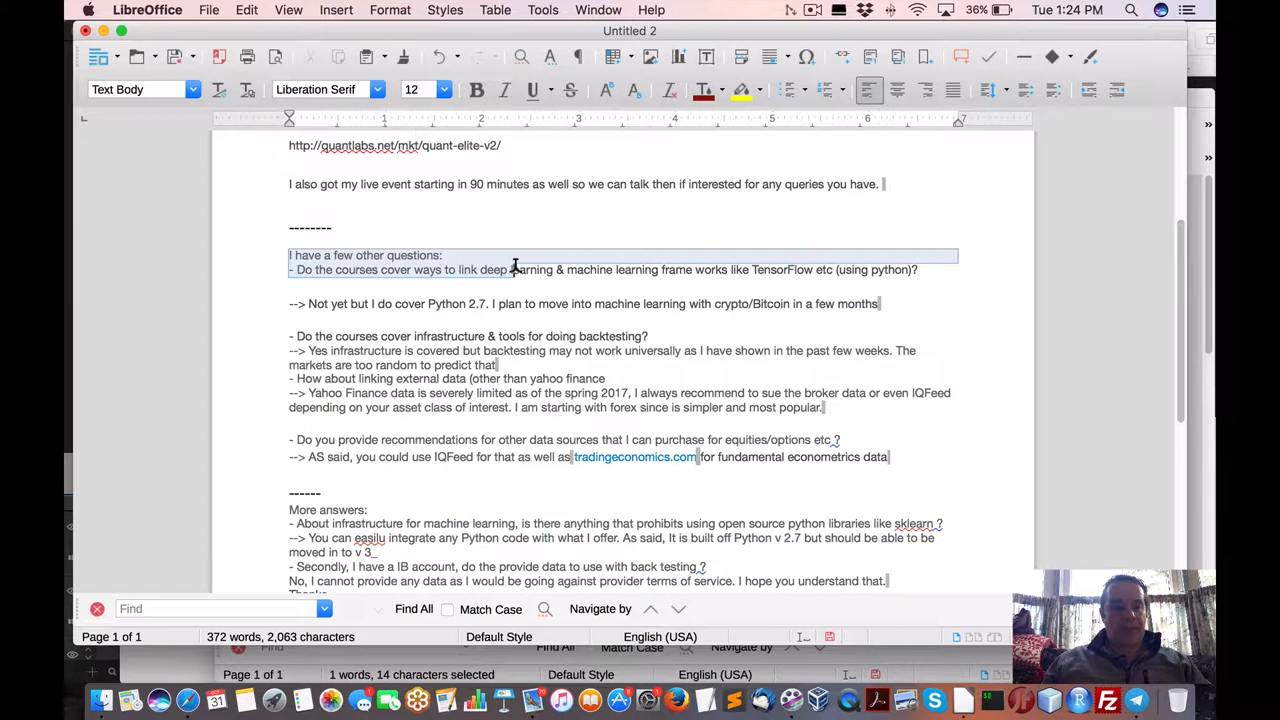 LibreOffice File Edit View Insert Format Styles Table Tools Window Help 36% Tue 1:24 PM
Untitled 2
Text Body Liberation Serif 12
1 2 3 4 5 6 7
http://quantlabs.net/mkt/quant-elite-v2/
I also got my live event starting in 90 minutes as well so we can talk then if interested for any queries you have.
--------
I have a few other questions:
- Do the courses cover ways to link deep learning & machine learning frame works like TensorFlow etc (using python)?
--> Not yet but I do cover Python 2.7. I plan to move into machine learning with crypto/Bitcoin in a few months
- Do the courses cover infrastructure & tools for doing backtesting?
--> Yes infrastructure is covered but backtesting may not work universally as I have shown in the past few weeks. The
markets are too random to predict that
- How about linking external data (other than yahoo finance
--> Yahoo Finance data is severely limited as of the spring 2017, I always recommend to sue the broker data or even IQFeed
depending on your asset class of interest. I am starting with forex since is simpler and most popular.
- Do you provide recommendations for other data sources that I can purchase for equities/options etc ?
--> AS said, you could use IQFeed for that as well as tradingeconomics.com for fundamental econometrics data
------
More answers:
- About infrastructure for machine learning, is there anything that prohibits using open source python libraries like sklearn ?
--> You can easilu integrate any Python code with what I offer. As said, It is built off Python v 2.7 but should be able to be
moved in to v 3_
- Secondly, I have a IB account, do the provide data to use with back testing ?
No, I cannot provide any data as I would be going against provider terms of service. I hope you understand that.
Thanks
Find Find All Match Case Navigate by
Page 1 of 1 372 words, 2,063 characters Default Style English (USA)
Find Find All Match Case Navigate by
Page 1 of 1 1 words, 14 characters selected Default Style English (USA)